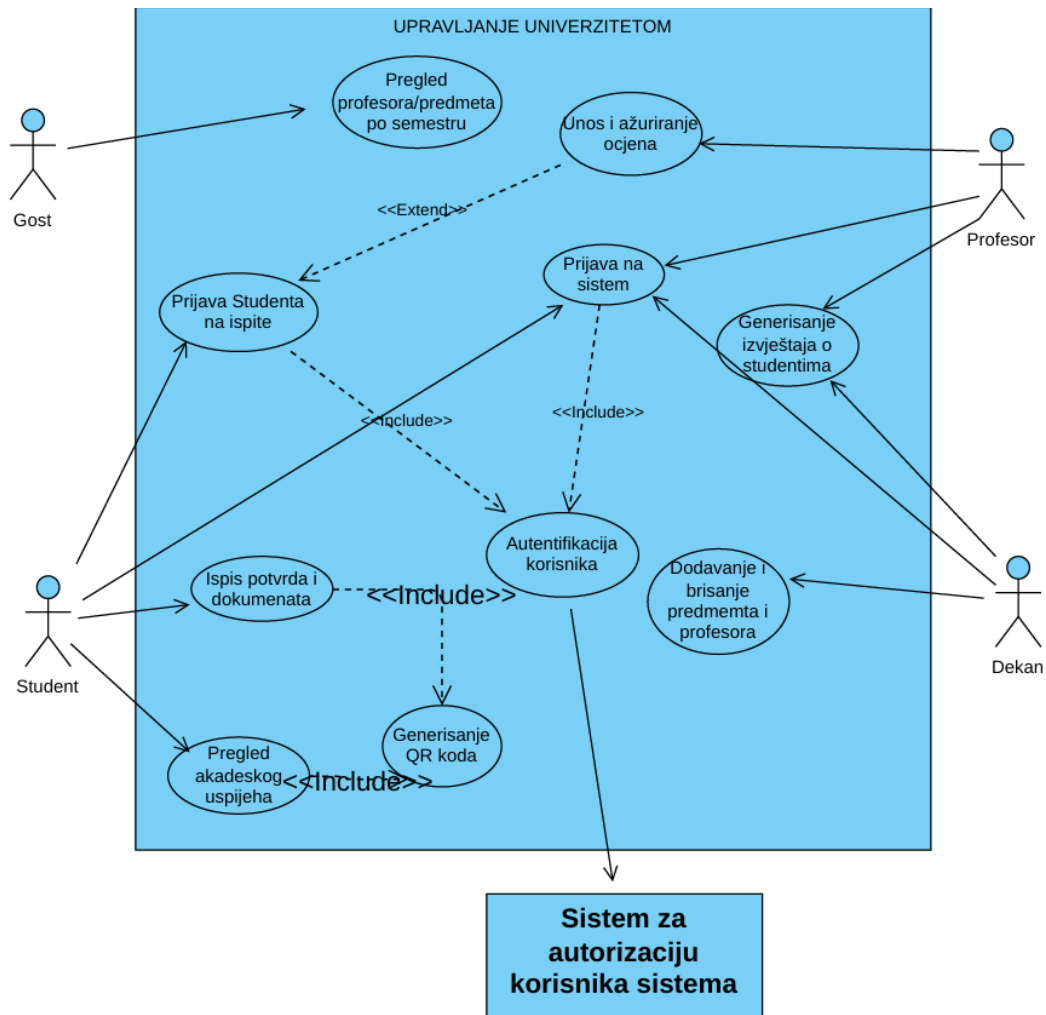 UPRAVLJANJE UNIVERZITETOM
Pregled
profesora/predmeta
po semestru
Unos i ažuriranje
ocjena
Gost
Profesor
<<Extend>>
Prijava na
sistem
Prijava Studenta
na ispite
Generisanje
izvještaja o
studentima
<<Include>>
<<Include>>
Autentifikacija
korisnika
Ispis potvrda i
dokumenata
<<Include>>
Dodavanje i
brisanje
predmemta i
profesora
Student
Dekan
Generisanje
QR koda
Pregled
akadeskog
uspijeha
<<Include>>
Sistem za
autorizaciju
korisnika sistema